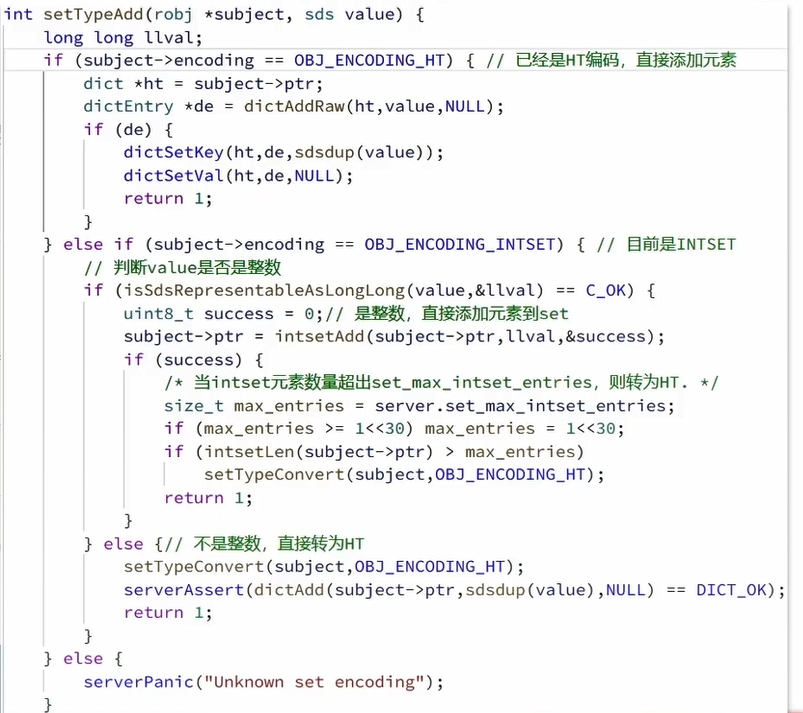 int setTypeAdd(robj *subject, sds value) {
    long long llval;
    if (subject->encoding == OBJ_ENCODING_HT) { // 已经是HT编码，直接添加元素
        dict *ht = subject->ptr;
        dictEntry *de = dictAddRaw(ht,value,NULL);
        if (de) {
            dictSetKey(ht,de,sdsdup(value));
            dictSetVal(ht,de,NULL);
            return 1;
        }
    } else if (subject->encoding == OBJ_ENCODING_INTSET) { // 目前是INTSET
        // 判断value是否是整数
        if (isSdsRepresentableAsLongLong(value,&llval) == C_OK) {
            uint8_t success = 0;// 是整数，直接添加元素到set
            subject->ptr = intsetAdd(subject->ptr,llval,&success);
            if (success) {
                /* 当intset元素数量超出set_max_intset_entries，则转为HT. */
                size_t max_entries = server.set_max_intset_entries;
                if (max_entries >= 1<<30) max_entries = 1<<30;
                if (intsetLen(subject->ptr) > max_entries)
                    setTypeConvert(subject,OBJ_ENCODING_HT);
                return 1;
            }
        } else {// 不是整数，直接转为HT
            setTypeConvert(subject,OBJ_ENCODING_HT);
            serverAssert(dictAdd(subject->ptr,sdsdup(value),NULL) == DICT_OK);
            return 1;
        }
    } else {
        serverPanic("Unknown set encoding");
    }